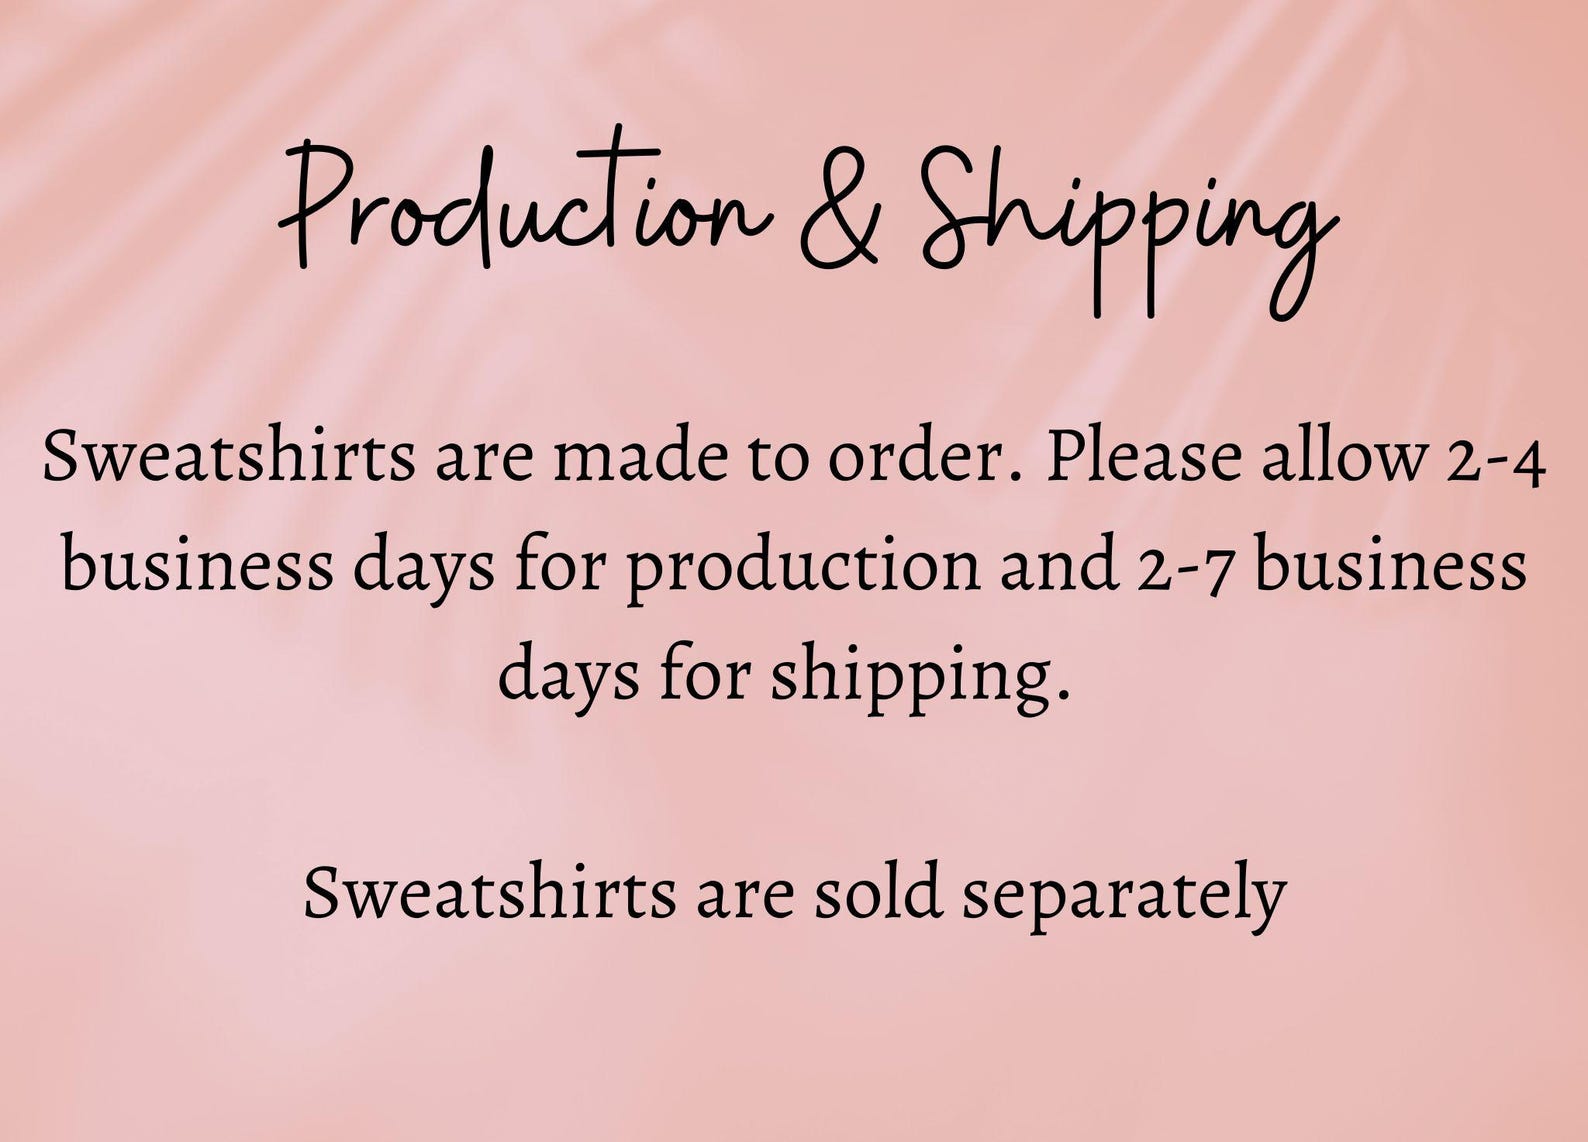 Production & Shipping
Sweatshirts are made to order. Please allow 2-4
business days for production and 2-7 business
days for shipping.
Sweatshirts are sold separately